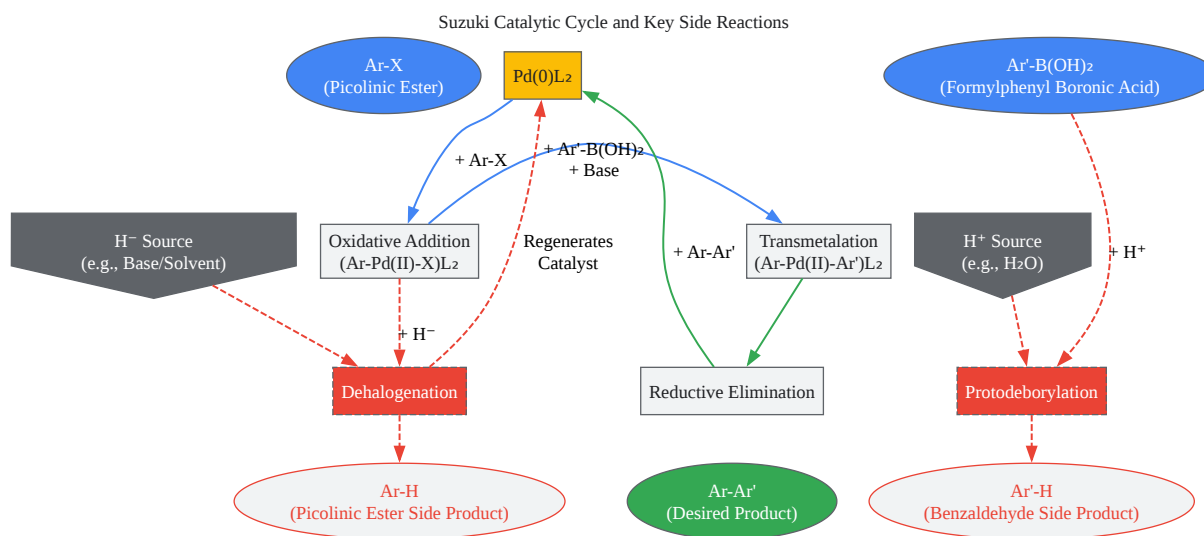 Suzuki Catalytic Cycle and Key Side Reactions
Ar-X
(Picolinic Ester)
Pd(0)L₂
Ar'-B(OH)₂
(Formylphenyl Boronic Acid)
+ Ar-X
+ Ar'-B(OH)₂
+ Base
H⁻ Source
(e.g., Base/Solvent)
Oxidative Addition
(Ar-Pd(II)-X)L₂
Regenerates
Catalyst
+ Ar-Ar'
Transmetalation
(Ar-Pd(II)-Ar')L₂
H⁺ Source
(e.g., H₂O)
+ H⁺
+ H⁻
Dehalogenation
Reductive Elimination
Protodeborylation
Ar-H
(Picolinic Ester Side Product)
Ar-Ar'
(Desired Product)
Ar'-H
(Benzaldehyde Side Product)